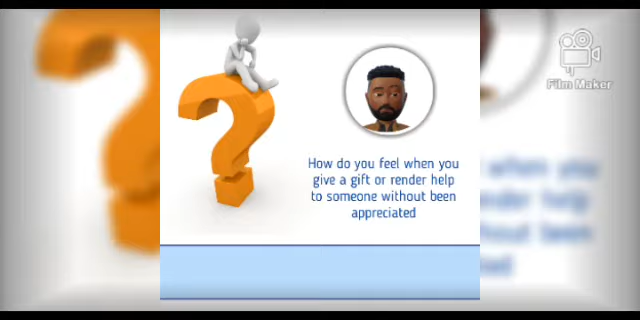 How do you feel when you
give a gift or render help
to someone without been
appreciated
Film Maker